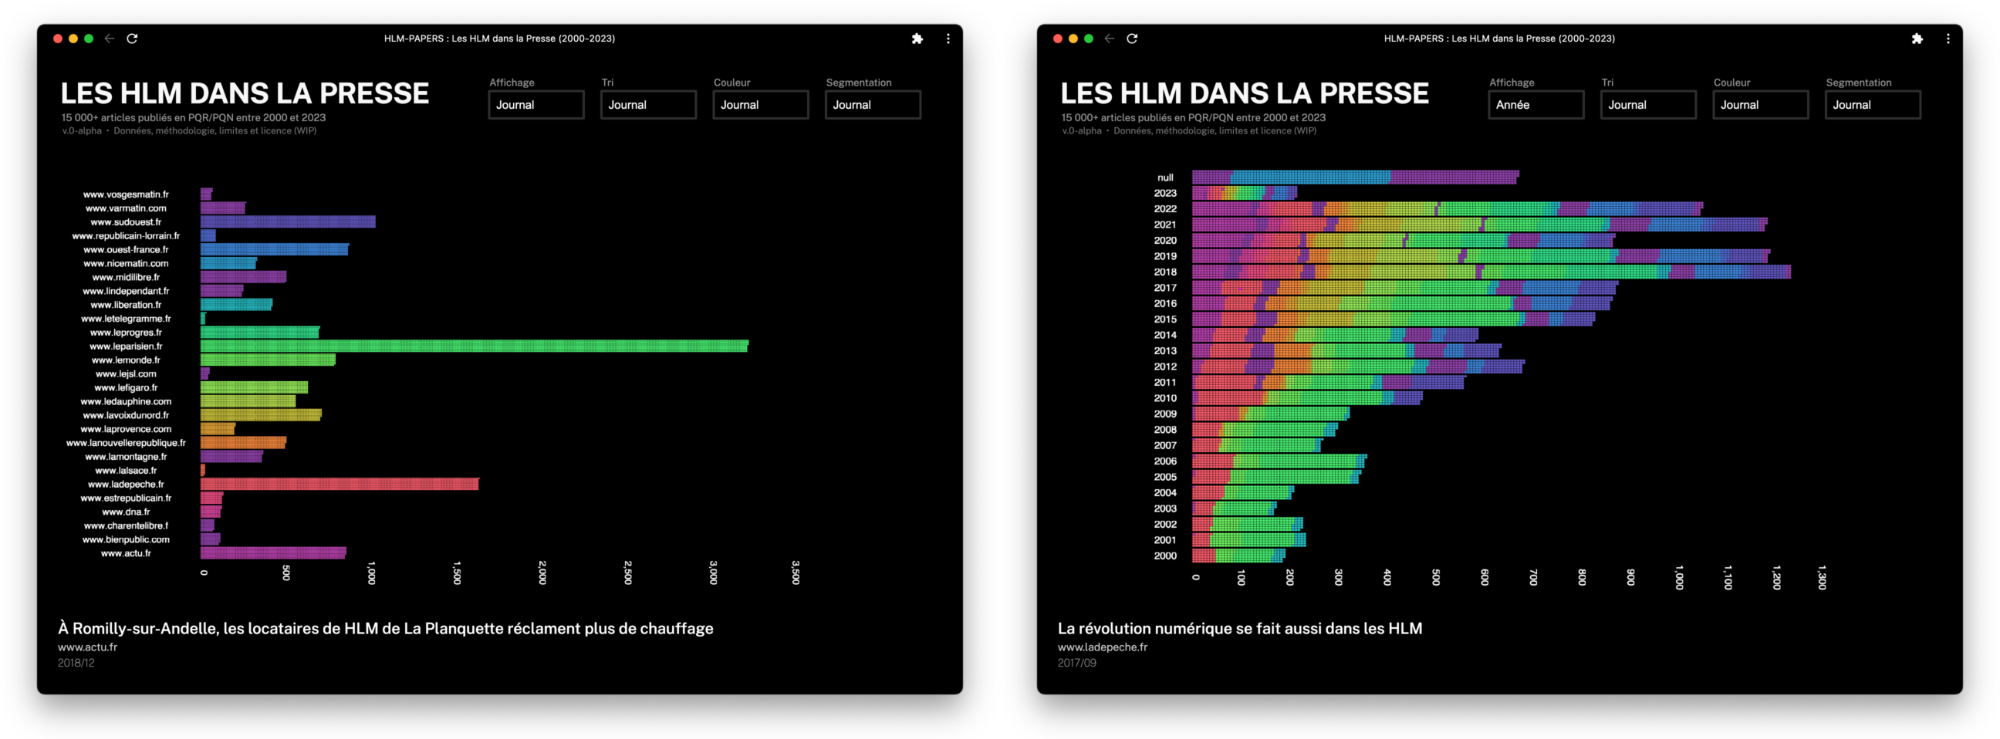 HLM-PAPERS : Les HLM dans la Presse (2000-2023)
LES HLM DANS LA PRESSE
15 000+ articles publiés en PQR/PQN entre 2000 et 2023
v.0-alpha • Données, méthodologie, limites et licence (WIP)
Affichage Tri Couleur Segmentation
Journal Journal Journal Journal
www.vosgesmatin.fr
www.varmatin.com
www.sudouest.fr
www.republicain-lorrain.fr
www.ouest-france.fr
www.nicematin.com
www.midilibre.fr
www.lindependant.fr
www.liberation.fr
www.letelegramme.fr
www.leprogres.fr
www.leparisien.fr
www.lemonde.fr
www.lejsl.com
www.lefigaro.fr
www.ledauphine.com
www.lavoixdunord.fr
www.laprovence.com
www.lanouvellerepublique.fr
www.lamontagne.fr
www.lalsace.fr
www.ladepeche.fr
www.estrepublicain.fr
www.dna.fr
www.charentelibre.f
www.bienpublic.com
www.actu.fr
0 500 1,000 1,500 2,000 2,500 3,000 3,500
À Romilly-sur-Andelle, les locataires de HLM de La Planquette réclament plus de chauffage
www.actu.fr
2018/12
HLM-PAPERS : Les HLM dans la Presse (2000-2023)
LES HLM DANS LA PRESSE
15 000+ articles publiés en PQR/PQN entre 2000 et 2023
v.0-alpha • Données, méthodologie, limites et licence (WIP)
Affichage Tri Couleur Segmentation
Année Journal Journal Journal
null
2023
2022
2021
2020
2019
2018
2017
2016
2015
2014
2013
2012
2011
2010
2009
2008
2007
2006
2005
2004
2003
2002
2001
2000
0 100 200 300 400 500 600 700 800 900 1,000 1,100 1,200 1,300
La révolution numérique se fait aussi dans les HLM
www.ladepeche.fr
2017/09